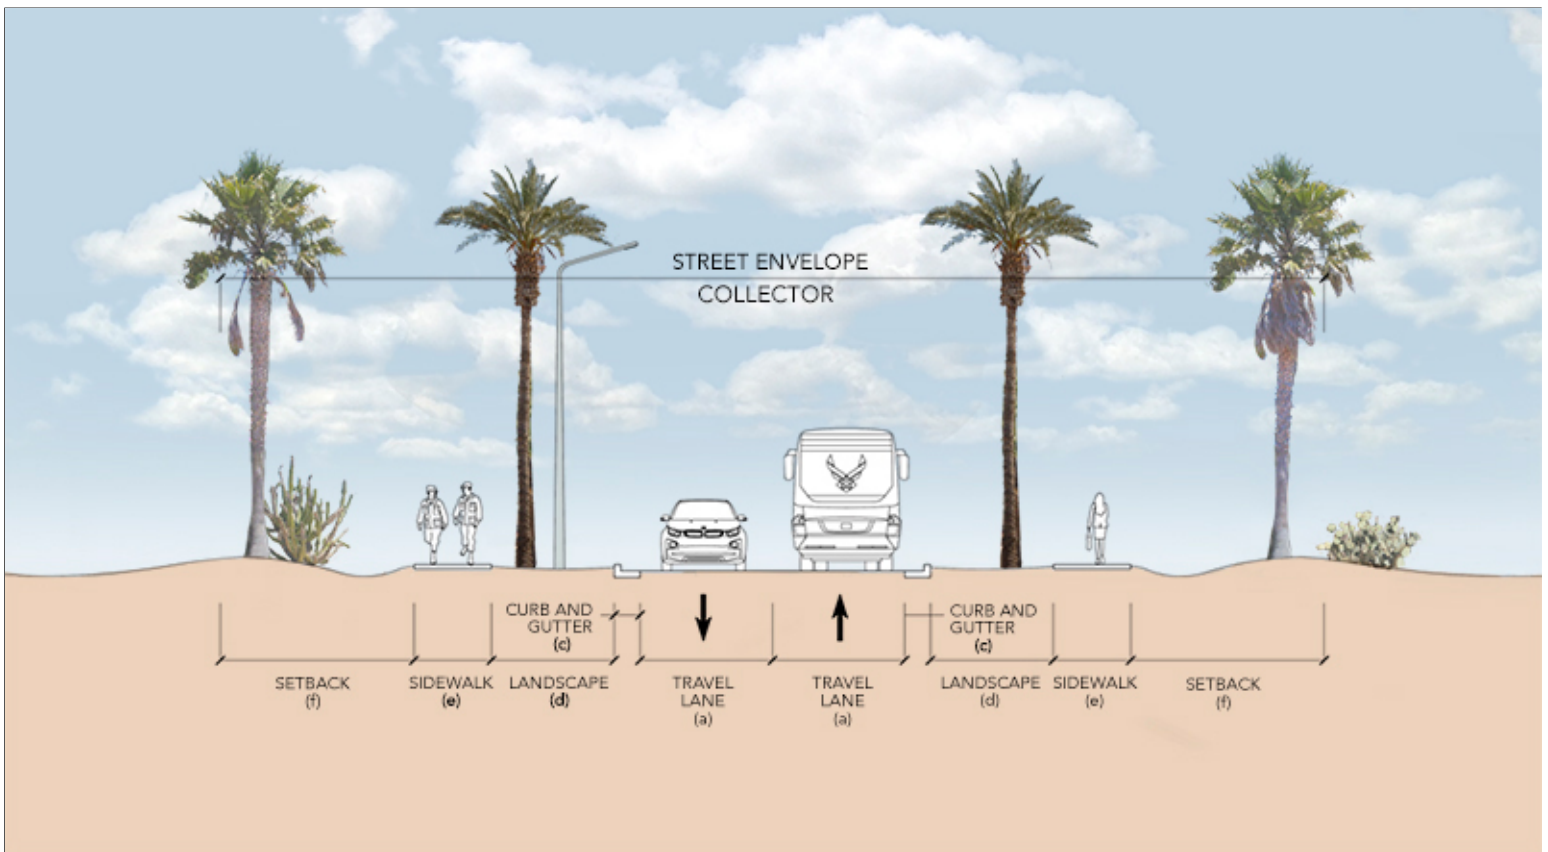 STREET ENVELOPE
COLLECTOR
CURB AND
GUTTER
(c)
CURB AND
GUTTER
(c)
SETBACK
(f)
SIDEWALK
(e)
LANDSCAPE
(d)
TRAVEL
LANE
(a)
TRAVEL
LANE
(a)
LANDSCAPE
(d)
SIDEWALK
(e)
SETBACK
(f)